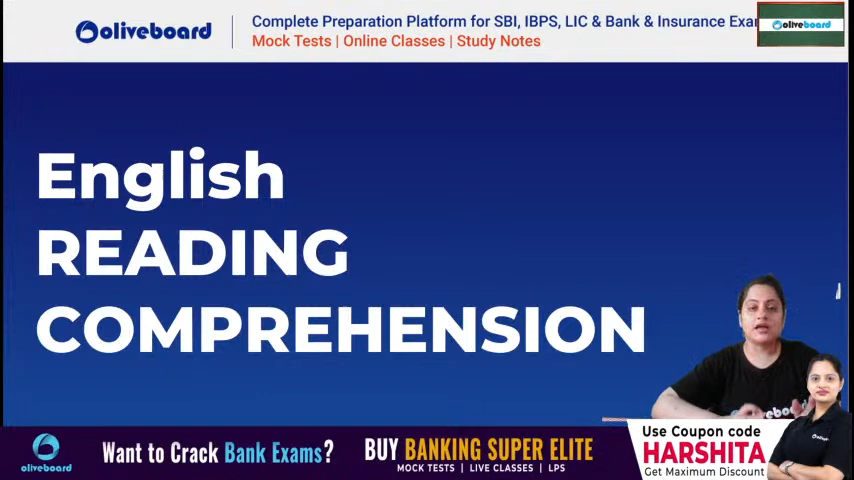 oliveboard
Complete Preparation Platform for SBI, IBPS, LIC & Bank & Insurance Exa
Mock Tests | Online Classes | Study Notes
oliveboard
English
READING
COMPREHENSION
oliveboard
Want to Crack Bank Exams?
BUY BANKING SUPER ELITE
MOCK TESTS | LIVE CLASSES | LPS
Use Coupon code
HARSHITA
Get Maximum Discount